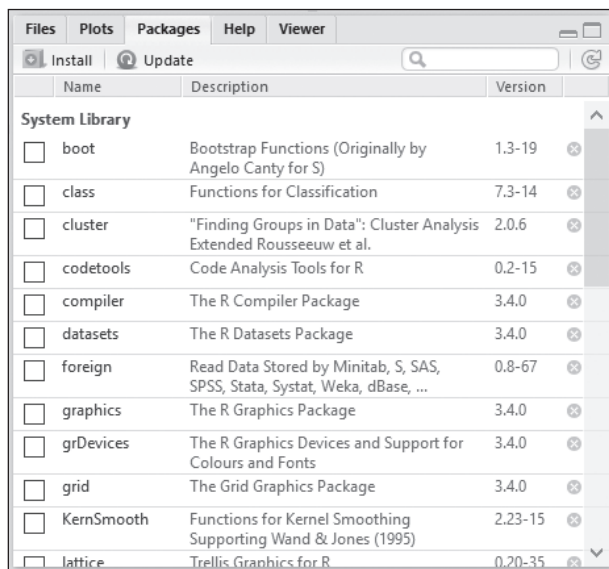 Files Plots Packages Help Viewer
Install Update
Name Description Version
System Library
boot Bootstrap Functions (Originally by 1.3-19
Angelo Canty for S)
class Functions for Classification 7.3-14
cluster "Finding Groups in Data": Cluster Analysis 2.0.6
Extended Rousseeuw et al.
codetools Code Analysis Tools for R 0.2-15
compiler The R Compiler Package 3.4.0
datasets The R Datasets Package 3.4.0
foreign Read Data Stored by Minitab, S, SAS, 0.8-67
SPSS, Stata, Systat, Weka, dBase, ...
graphics The R Graphics Package 3.4.0
grDevices The R Graphics Devices and Support for 3.4.0
Colours and Fonts
grid The Grid Graphics Package 3.4.0
KernSmooth Functions for Kernel Smoothing 2.23-15
Supporting Wand & Jones (1995)
lattice Trellis Graphics for R 0.20-35